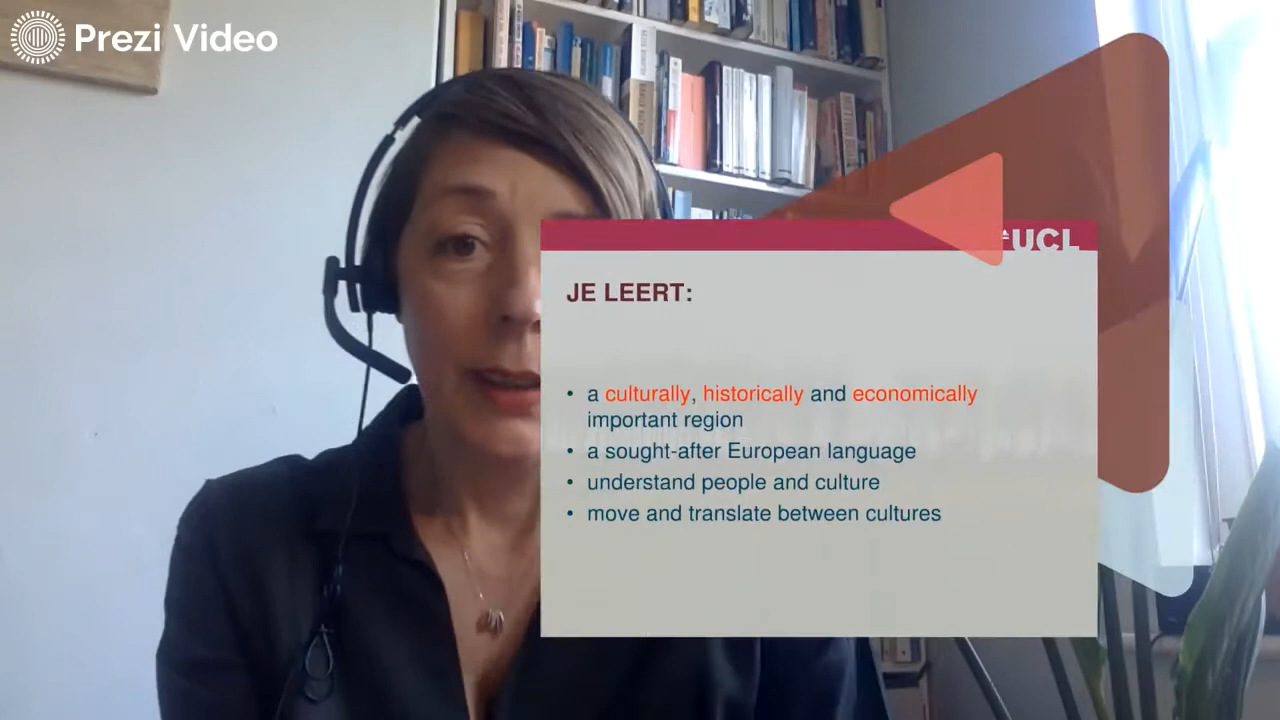 Prezi Video
UCL
JE LEERT:
• a culturally, historically and economically
important region
• a sought-after European language
• understand people and culture
• move and translate between cultures